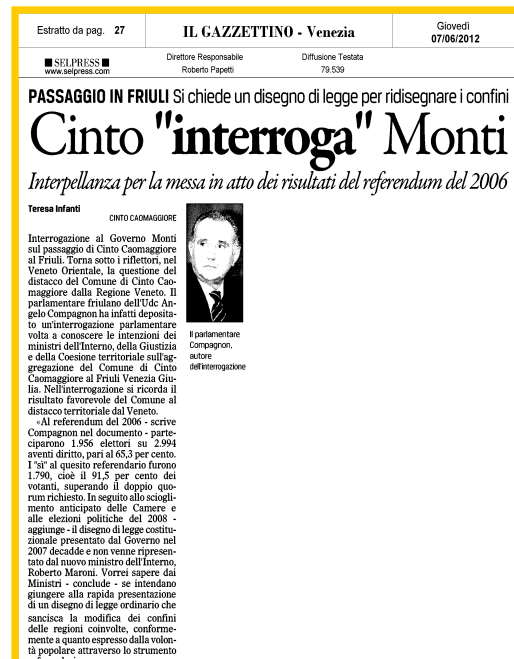 Estratto da pag. 27
IL GAZZETTINO - Venezia
Giovedì
07/06/2012
SELPRESS
www.selpress.com
Direttore Responsabile
Roberto Papetti
Diffusione Testata
79.539
PASSAGGIO IN FRIULI Si chiede un disegno di legge per ridisegnare i confini
Cinto "interroga" Monti
Interpellanza per la messa in atto dei risultati del referendum del 2006
Teresa Infanti
CINTO CAOMAGGIORE
Interrogazione al Governo Monti
sul passaggio di Cinto Caomaggiore
al Friuli. Torna sotto i riflettori, nel
Veneto Orientale, la questione del
distacco del Comune di Cinto Cao-
maggiore dalla Regione Veneto. Il
parlamentare friulano dell'Udc An-
gelo Compagnon ha infatti deposita-
to un'interrogazione parlamentare
volta a conoscere le intenzioni dei
ministri dell'Interno, della Giustizia
e della Coesione territoriale sull'ag-
gregazione del Comune di Cinto
Caomaggiore al Friuli Venezia Giu-
lia. Nell'interrogazione si ricorda il
risultato favorevole del Comune al
distacco territoriale dal Veneto.
«Al referendum del 2006 - scrive
Compagnon nel documento - parte-
ciparono 1.956 elettori su 2.994
aventi diritto, pari al 65,3 per cento.
I "sì" al quesito referendario furono
1.790, cioè il 91,5 per cento dei
votanti, superando il doppio quo-
rum richiesto. In seguito allo sciogli-
mento anticipato delle Camere e
alle elezioni politiche del 2008 -
aggiunge - il disegno di legge costitu-
zionale presentato dal Governo nel
2007 decadde e non venne ripresen-
tato dal nuovo ministro dell'Interno,
Roberto Maroni. Vorrei sapere dai
Ministri - conclude - se intendano
giungere alla rapida presentazione
di un disegno di legge ordinario che
sancisca la modifica dei confini
delle regioni coinvolte, conforme-
mente a quanto espresso dalla volon-
tà popolare attraverso lo strumento
Il parlamentare
Compagnon,
autore
dell'interrogazione